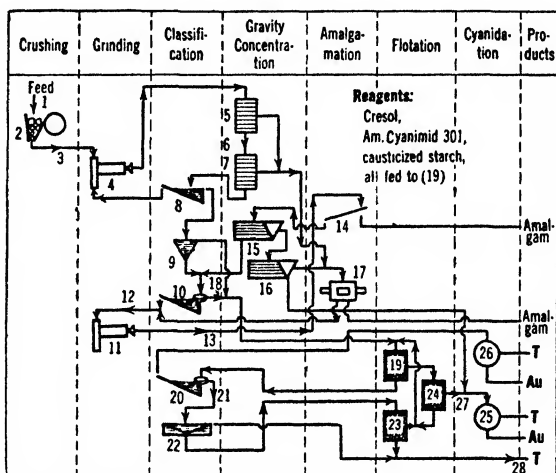 Crushing
Grinding
Classifi-
cation
Gravity
Concentra-
tion
Amalga-
mation
Flotation
Cyanida-
tion
Pro-
ducts
Feed
1
2
3
4
5
6
7
8
9
10
11
12
13
14
15
16
17
18
19
20
21
22
23
24
25
26
27
28
Reagents:
Cresol,
Am. Cyanimid 301,
causticized starch,
all fed to (19)
Amal-
gam
Amal-
gam
T
Au
T
Au
T